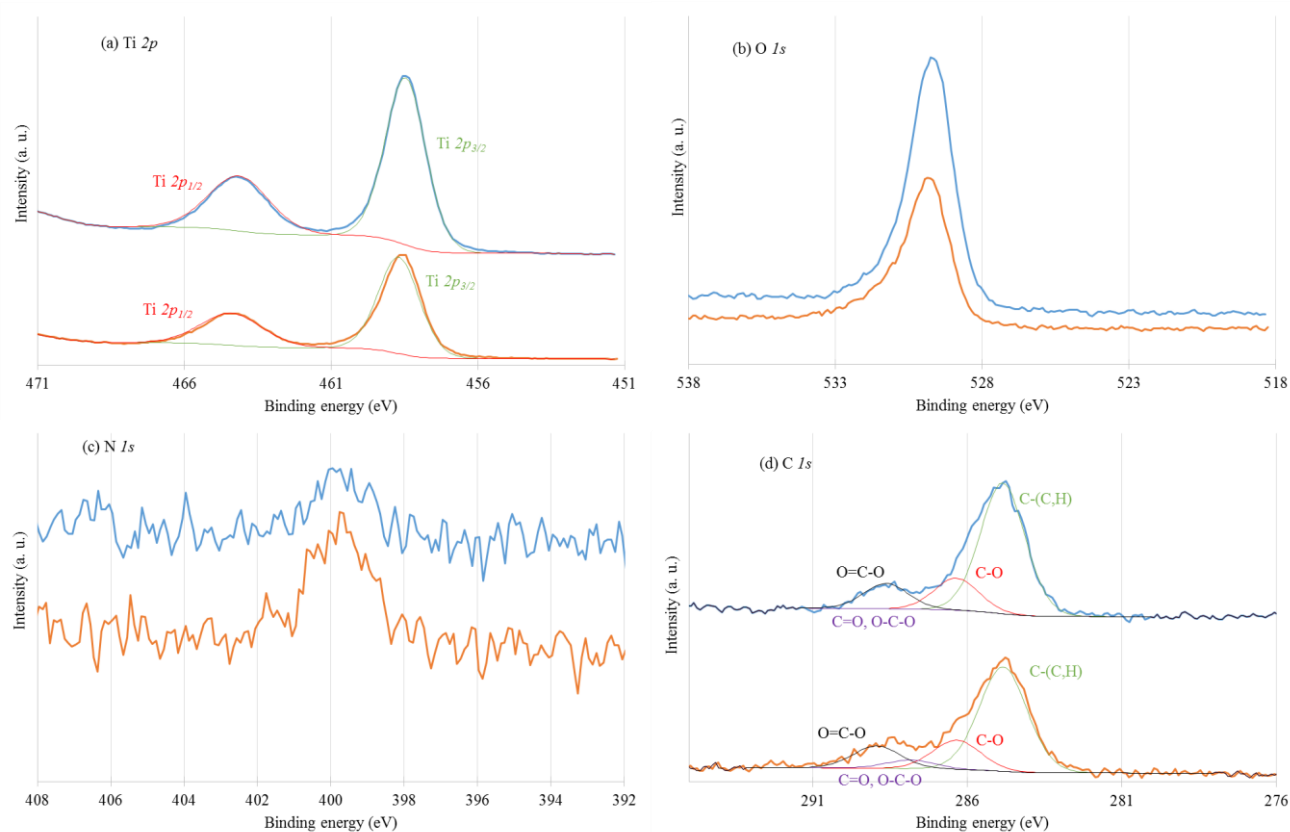 (a) Ti 2p
Intensity (a. u.)
Ti 2p1/2
Ti 2p3/2
Ti 2p1/2
Ti 2p3/2
471 466 461 456 451
Binding energy (eV)
(b) O 1s
Intensity (a. u.)
538 533 528 523 518
Binding energy (eV)
(c) N 1s
Intensity (a. u.)
408 406 404 402 400 398 396 394 392
Binding energy (eV)
(d) C 1s
Intensity (a. u.)
C-(C,H)
O=C-O
C-O
C=O, O-C-O
C-(C,H)
O=C-O
C-O
C=O, O-C-O
291 286 281 276
Binding energy (eV)